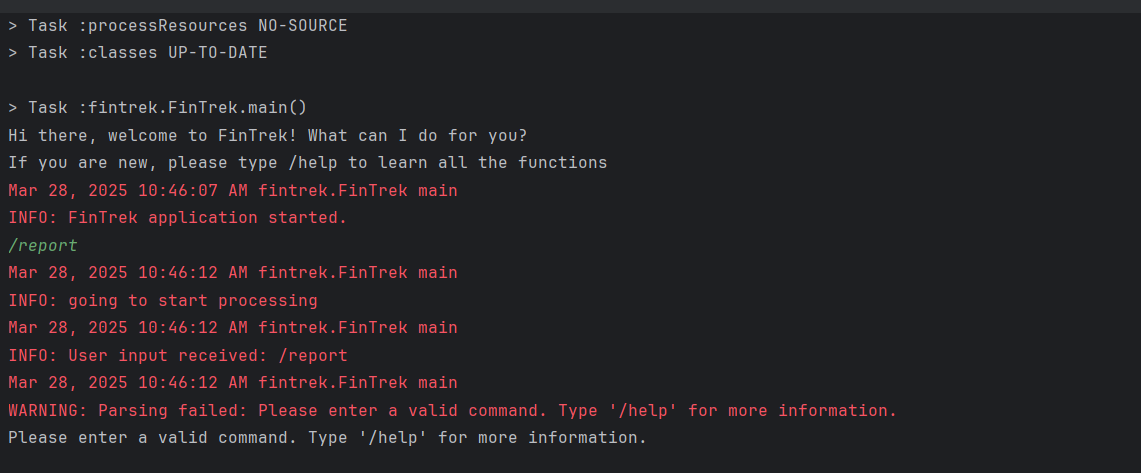 > Task :processResources NO-SOURCE
> Task :classes UP-TO-DATE
> Task :fintrek.FinTrek.main()
Hi there, welcome to FinTrek! What can I do for you?
If you are new, please type /help to learn all the functions
Mar 28, 2025 10:46:07 AM fintrek.FinTrek main
INFO: FinTrek application started.
/report
Mar 28, 2025 10:46:12 AM fintrek.FinTrek main
INFO: going to start processing
Mar 28, 2025 10:46:12 AM fintrek.FinTrek main
INFO: User input received: /report
Mar 28, 2025 10:46:12 AM fintrek.FinTrek main
WARNING: Parsing failed: Please enter a valid command. Type '/help' for more information.
Please enter a valid command. Type '/help' for more information.